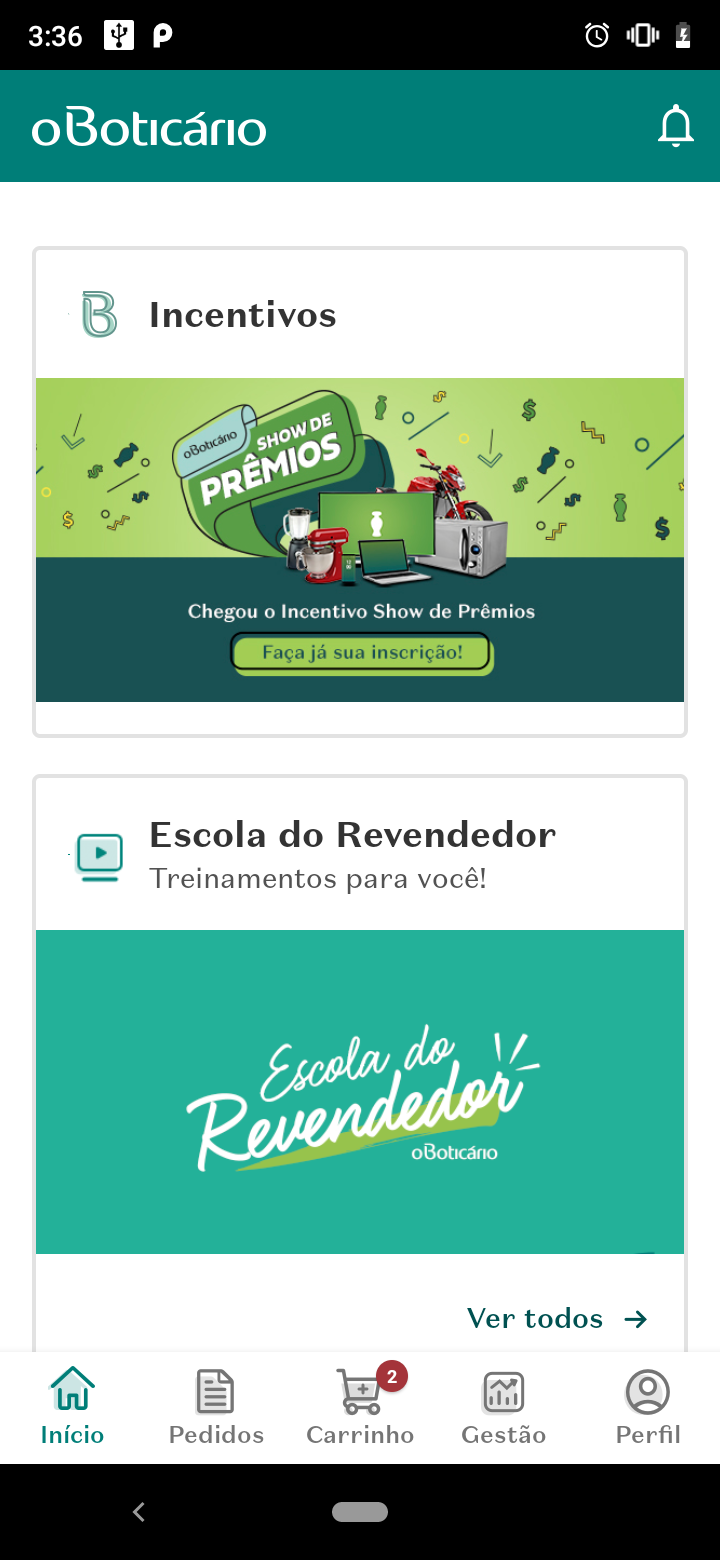 3:36
oBoticário
Incentivos
oBoticário
SHOW DE
PRÊMIOS
Chegou o Incentivo Show de Prêmios
Faça já sua inscrição!
Escola do Revendedor
Treinamentos para você!
Escola do
Revendedor
oBoticário
Ver todos
2
Início
Pedidos
Carrinho
Gestão
Perfil